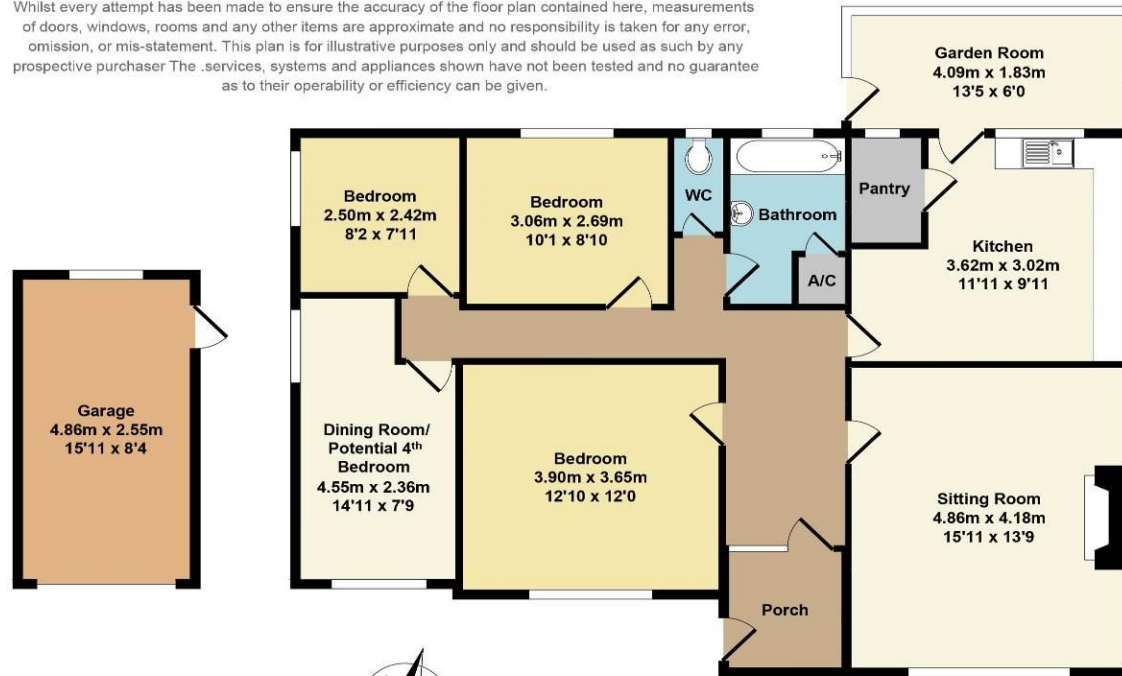 Whilst every attempt has been made to ensure the accuracy of the floor plan contained here, measurements
of doors, windows, rooms and any other items are approximate and no responsibility is taken for any error,
omission, or mis-statement. This plan is for illustrative purposes only and should be used as such by any
prospective purchaser The .services, systems and appliances shown have not been tested and no guarantee
as to their operability or efficiency can be given.
Garden Room
4.09m x 1.83m
13'5 x 6'0
Bedroom
2.50m x 2.42m
8'2 x 7'11
Bedroom
3.06m x 2.69m
10'1 x 8'10
WC
Bathroom
A/C
Pantry
Kitchen
3.62m x 3.02m
11'11 x 9'11
Garage
4.86m x 2.55m
15'11 x 8'4
Dining Room/
Potential 4th
Bedroom
4.55m x 2.36m
14'11 x 7'9
Bedroom
3.90m x 3.65m
12'10 x 12'0
Sitting Room
4.86m x 4.18m
15'11 x 13'9
Porch